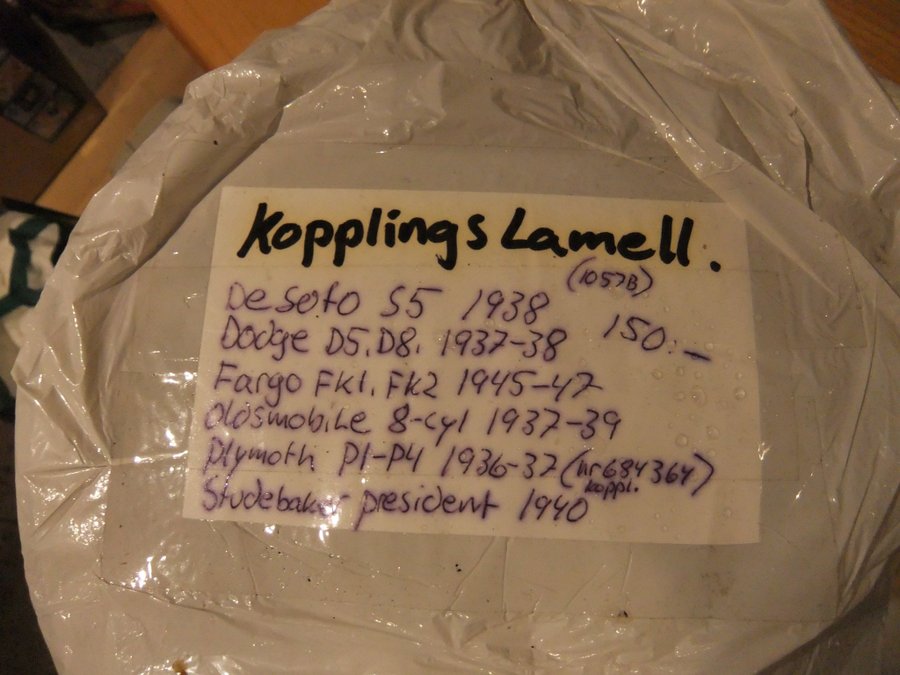 KopplingsLamell.
(1057B)
DeSoto S5 1938
150:-
Dodge D5, D8. 1937-38
Fargo FK1. FK2 1945-47
Oldsmobile 8-cyl 1937-39
Plymoth P1-P4 1936-37 (nr684364)
koppl.
Studebaker president 1940